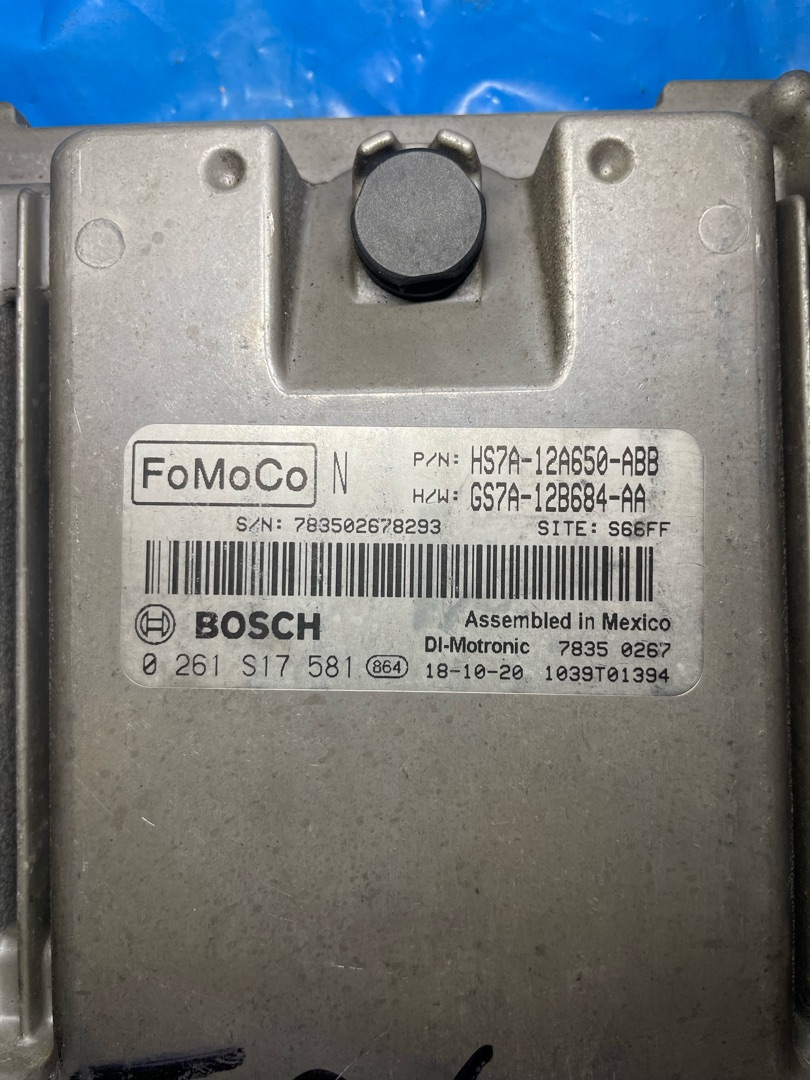 FoMoCo N P/N: HS7A-12A650-ABB
H/W: GS7A-12B684-AA
S/N: 783502678293 SITE: S66FF
BOSCH Assembled in Mexico
DI-Motronic 7835 0267
0 261 S17 581 864 18-10-20 1039T01394